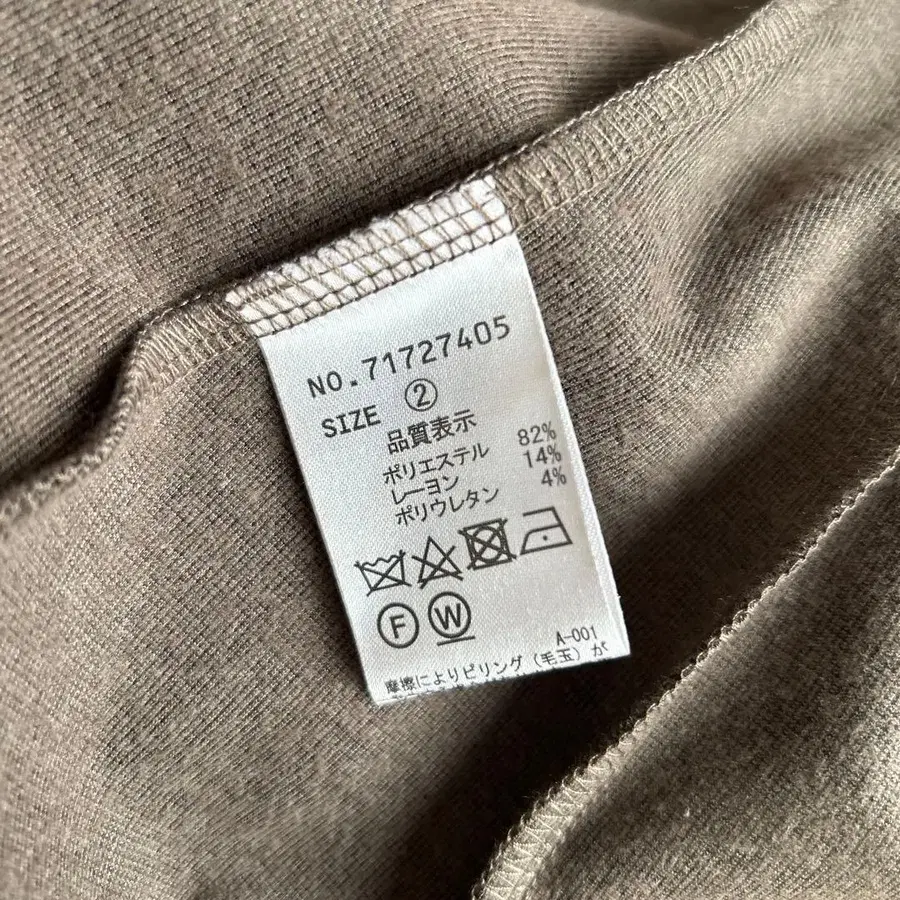 NO.71727405
SIZE ②
品質表示
ポリエステル 82%
レーヨン 14%
ポリウレタン 4%
F W
A-001
摩擦によりピリング(毛玉)が